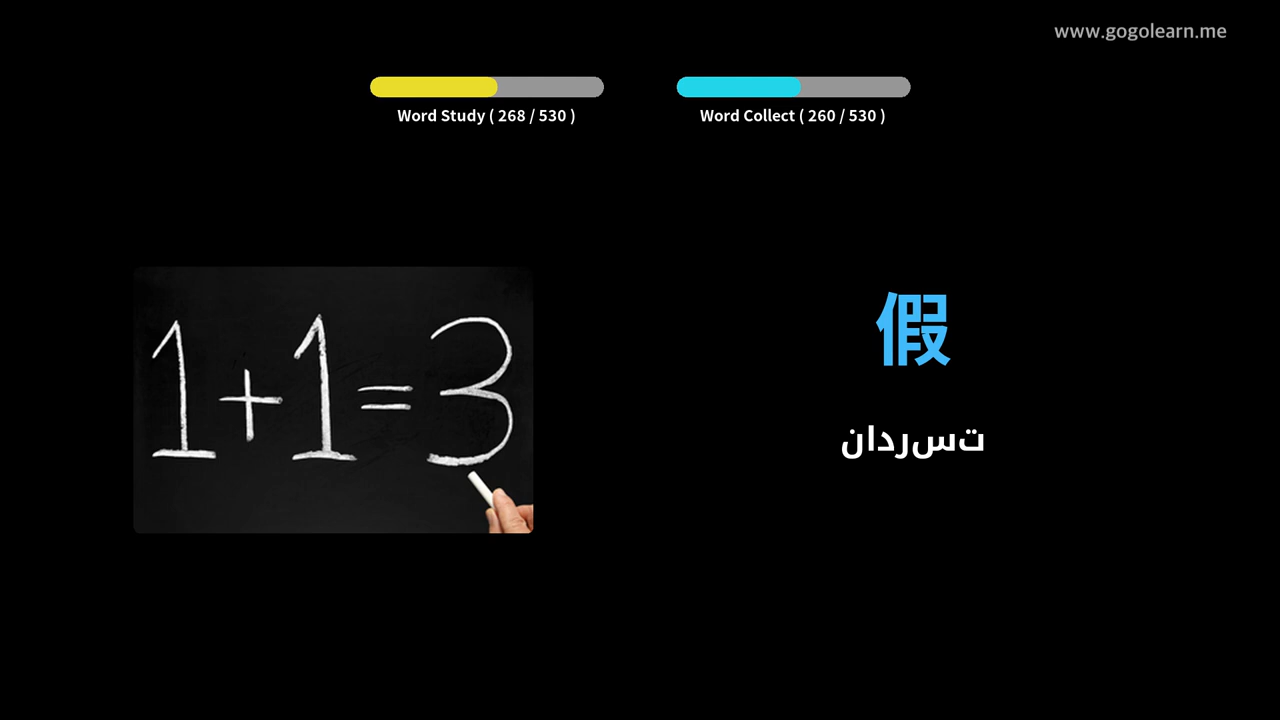 www.gogolearn.me
Word Study ( 268 / 530 )
Word Collect ( 260 / 530 )
1+1=3
假
تسردان